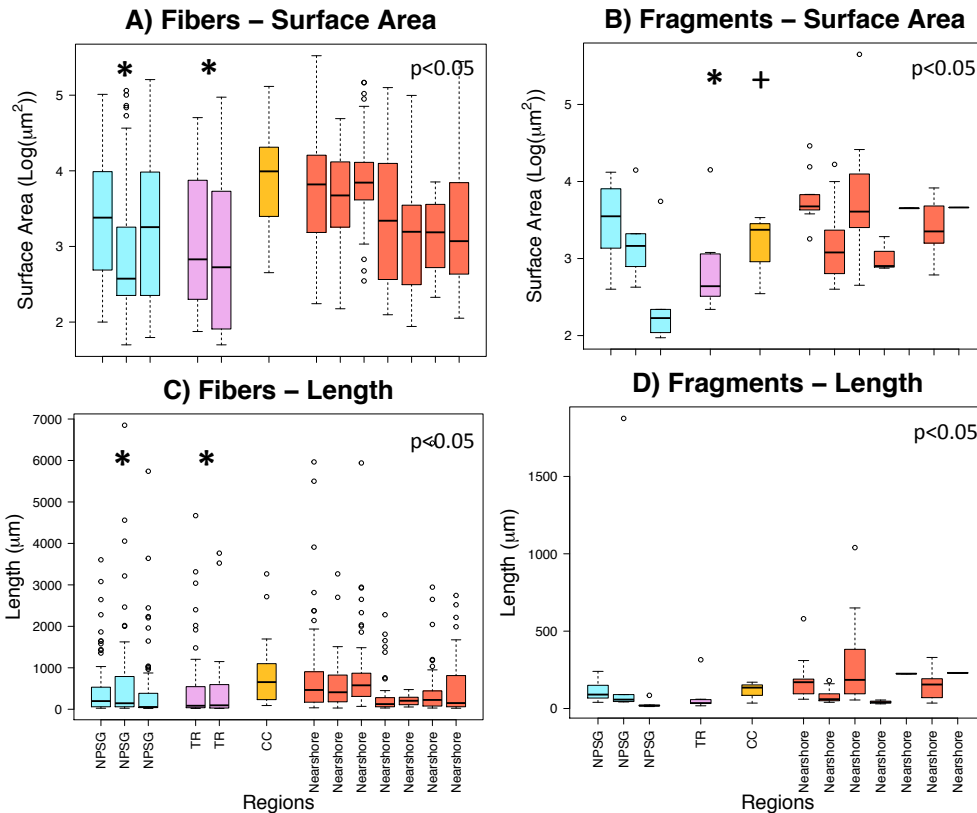 A) Fibers – Surface Area
Surface Area (Log(μm²))
5
4
3
2
* *
p<0.05
B) Fragments – Surface Area
Surface Area (Log(μm²))
5
4
3
2
* +
p<0.05
C) Fibers – Length
Length (μm)
7000
6000
5000
4000
3000
2000
1000
0
* *
p<0.05
NPSG
NPSG
NPSG
TR
TR
CC
Nearshore
Nearshore
Nearshore
Nearshore
Nearshore
Nearshore
Nearshore
Regions
D) Fragments – Length
Length (μm)
1500
1000
500
0
p<0.05
NPSG
NPSG
NPSG
TR
CC
Nearshore
Nearshore
Nearshore
Nearshore
Nearshore
Nearshore
Nearshore
Regions